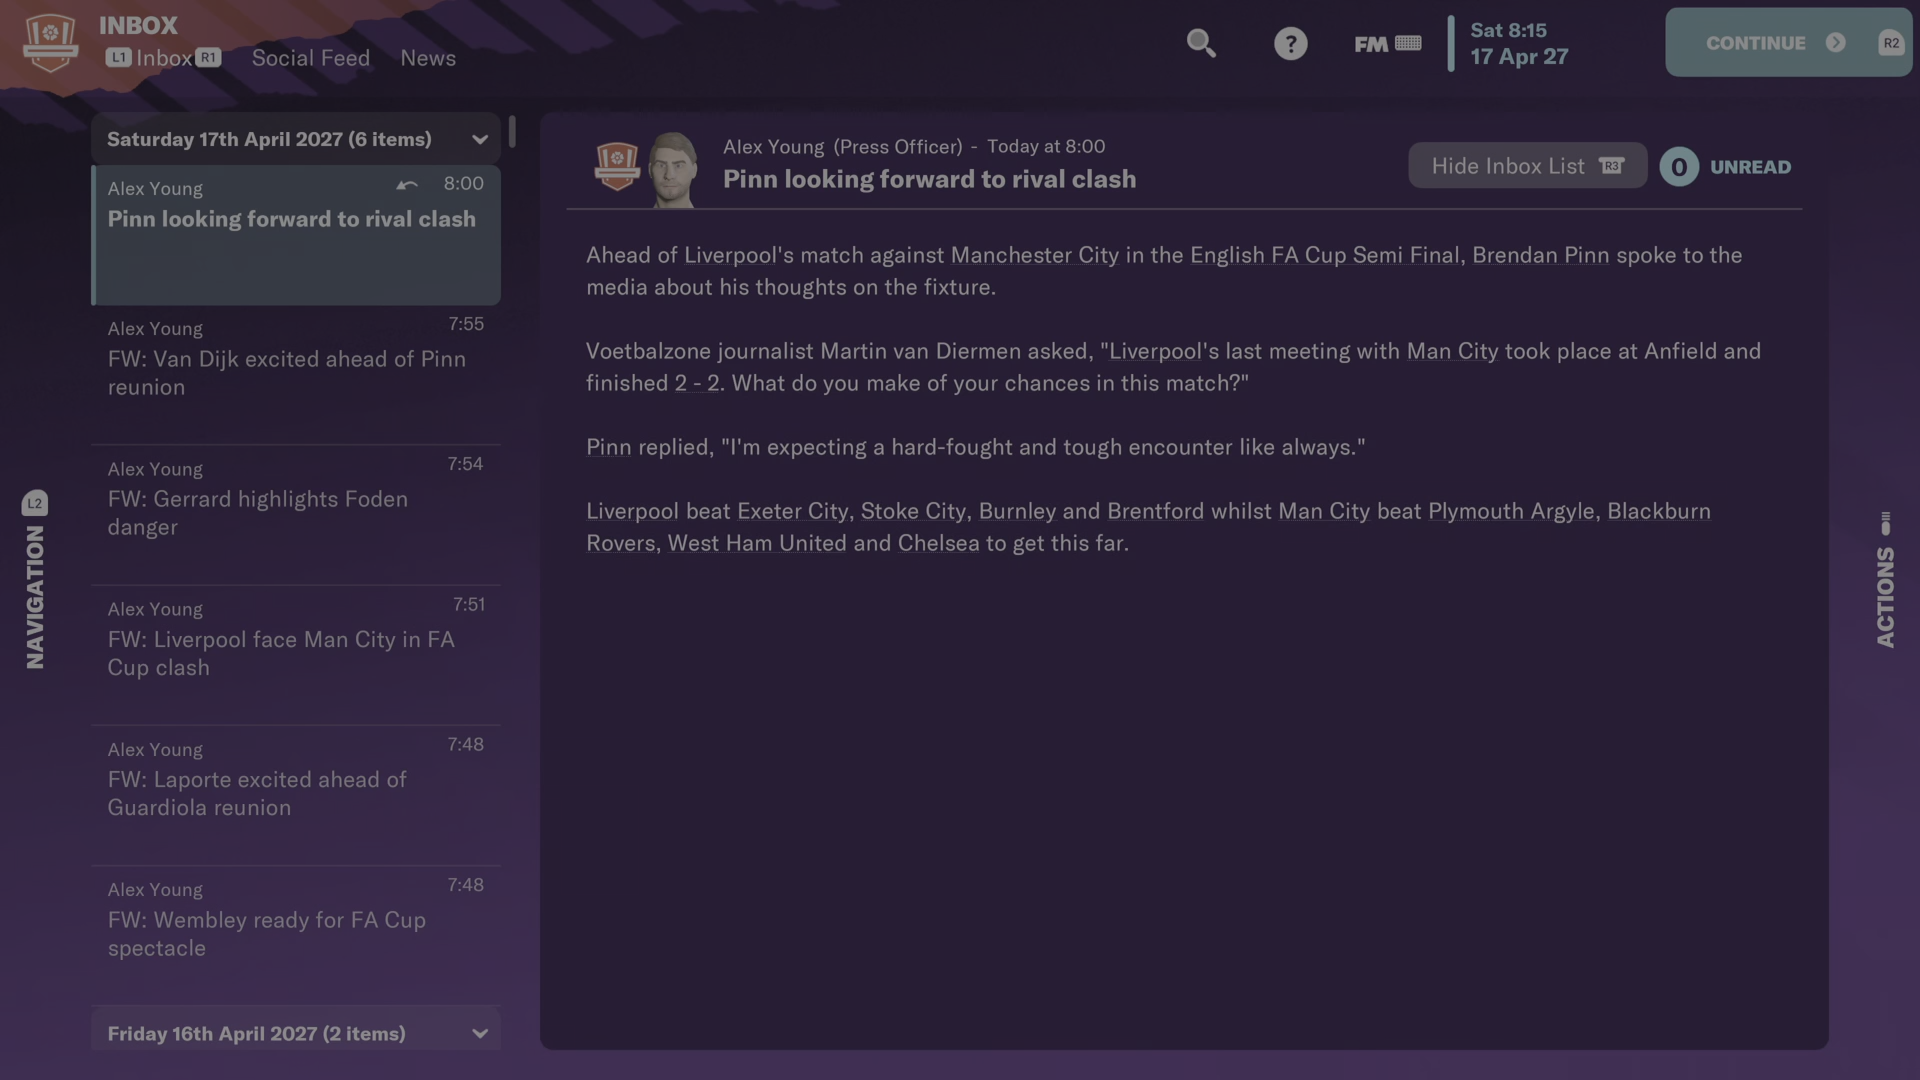 INBOX
L1 Inbox R1 Social Feed News
FM
Sat 8:15
17 Apr 27
CONTINUE R2
Saturday 17th April 2027 (6 items)
Alex Young 8:00
Pinn looking forward to rival clash
Alex Young 7:55
FW: Van Dijk excited ahead of Pinn
reunion
Alex Young 7:54
FW: Gerrard highlights Foden
danger
Alex Young 7:51
FW: Liverpool face Man City in FA
Cup clash
Alex Young 7:48
FW: Laporte excited ahead of
Guardiola reunion
Alex Young 7:48
FW: Wembley ready for FA Cup
spectacle
Friday 16th April 2027 (2 items)
L2
NAVIGATION
Alex Young (Press Officer) - Today at 8:00
Pinn looking forward to rival clash
Hide Inbox List R3
0 UNREAD
Ahead of Liverpool's match against Manchester City in the English FA Cup Semi Final, Brendan Pinn spoke to the
media about his thoughts on the fixture.
Voetbalzone journalist Martin van Diermen asked, "Liverpool's last meeting with Man City took place at Anfield and
finished 2 - 2. What do you make of your chances in this match?"
Pinn replied, "I'm expecting a hard-fought and tough encounter like always."
Liverpool beat Exeter City, Stoke City, Burnley and Brentford whilst Man City beat Plymouth Argyle, Blackburn
Rovers, West Ham United and Chelsea to get this far.
ACTIONS